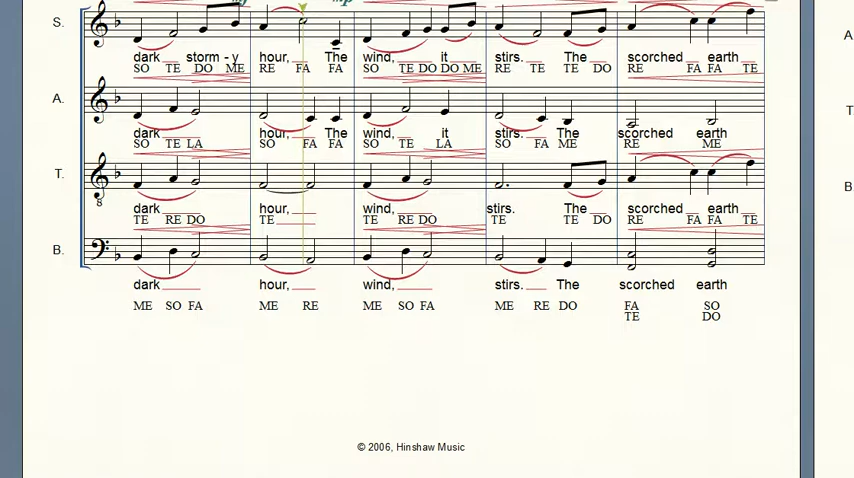 mp
S.
dark storm - y hour, The wind, it stirs. The scorched earth
SO TE DO ME RE FA FA SO TE DO DO ME RE TE TE DO RE FA FA TE
A.
A.
dark hour, The wind, it stirs. The scorched earth
SO TE LA SO FA FA SO TE LA SO FA ME RE ME
T.
T.
8
dark hour, wind, stirs. The scorched earth
TE RE DO TE TE RE DO TE TE DO RE FA FA TE
B.
B.
dark hour, wind, stirs. The scorched earth
ME SO FA ME RE ME SO FA ME RE DO FA SO
TE DO
© 2006, Hinshaw Music